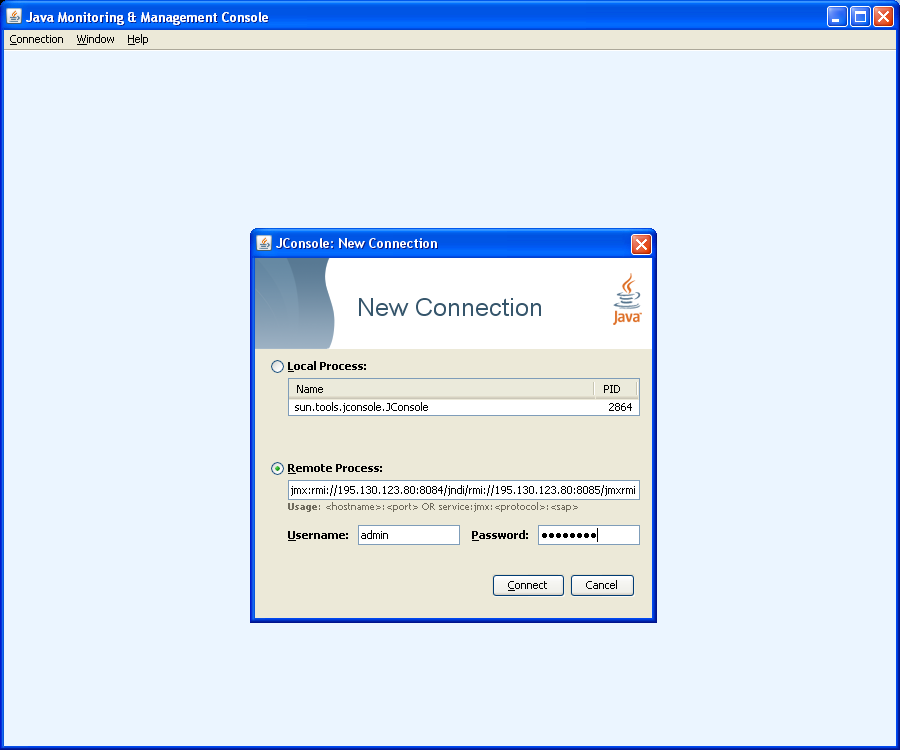 Java Monitoring & Management Console
Connection Window Help
JConsole: New Connection
New Connection
Java
Local Process:
Name PID
sun.tools.jconsole.JConsole 2864
Remote Process:
jmx:rmi://195.130.123.80:8084/jndi/rmi://195.130.123.80:8085/jmxrmi
Usage: <hostname>:<port> OR service:jmx:<protocol>:<sap>
Username: admin Password: ●●●●●●●●
Connect Cancel